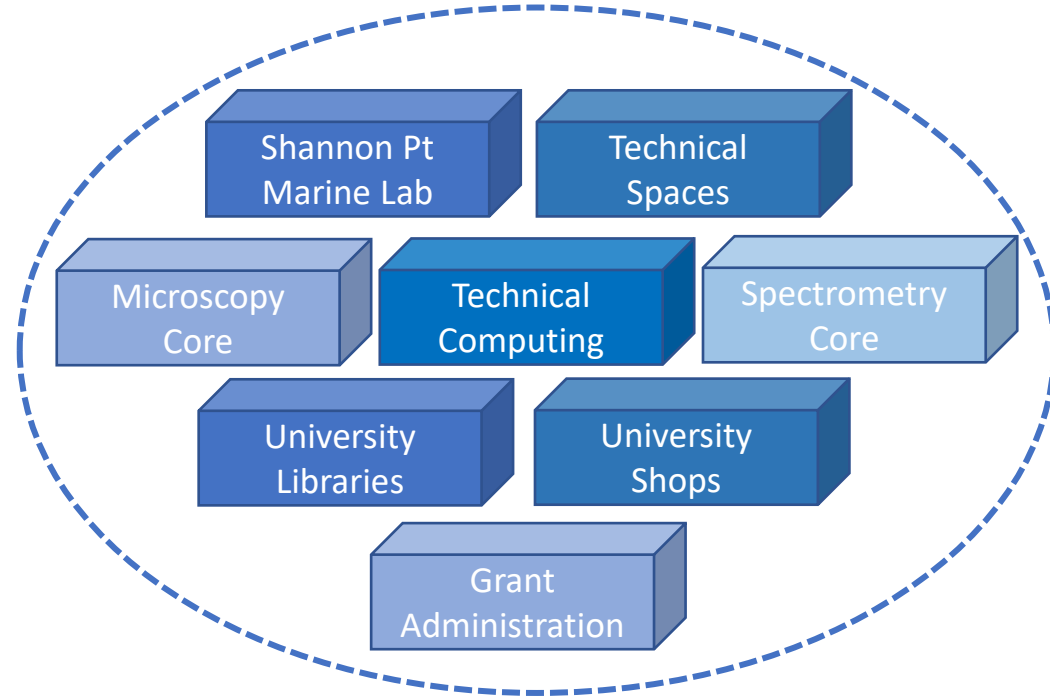 Shannon Pt
Marine Lab
Technical
Spaces
Microscopy
Core
Technical
Computing
Spectrometry
Core
University
Libraries
University
Shops
Grant
Administration